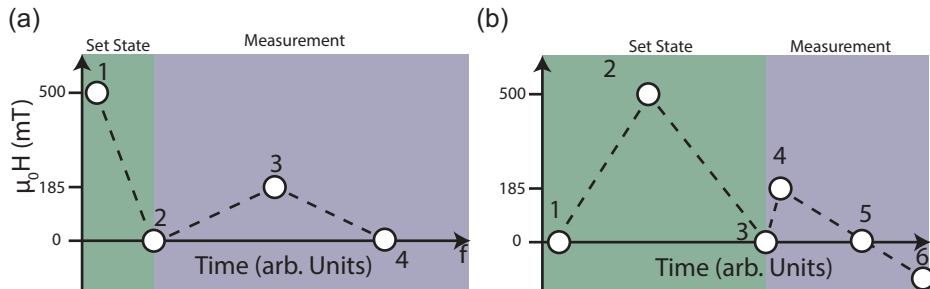 (a)
Set State
Measurement
μ₀H (mT)
500
185
0
1
2
3
4
f
Time (arb. Units)
(b)
Set State
Measurement
500
185
0
1
2
3
4
5
6
Time (arb. Units)